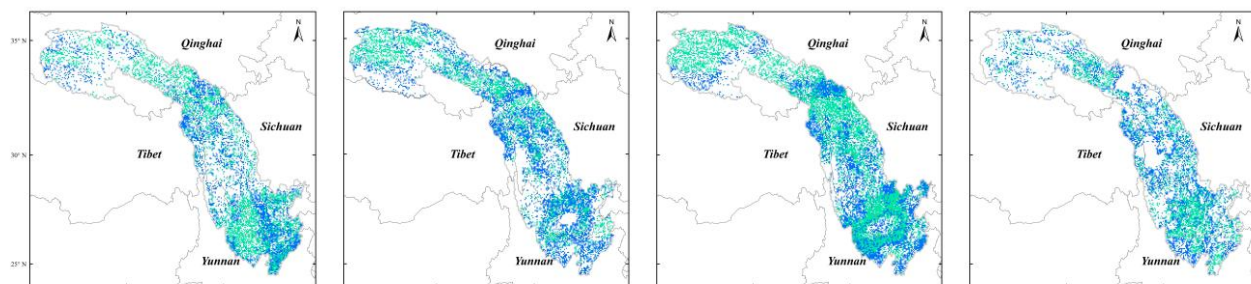 N N N N
35° N Qinghai Qinghai Qinghai Qinghai
Sichuan Sichuan Sichuan Sichuan
30° N Tibet Tibet Tibet Tibet
25° N Yunnan Yunnan Yunnan Yunnan